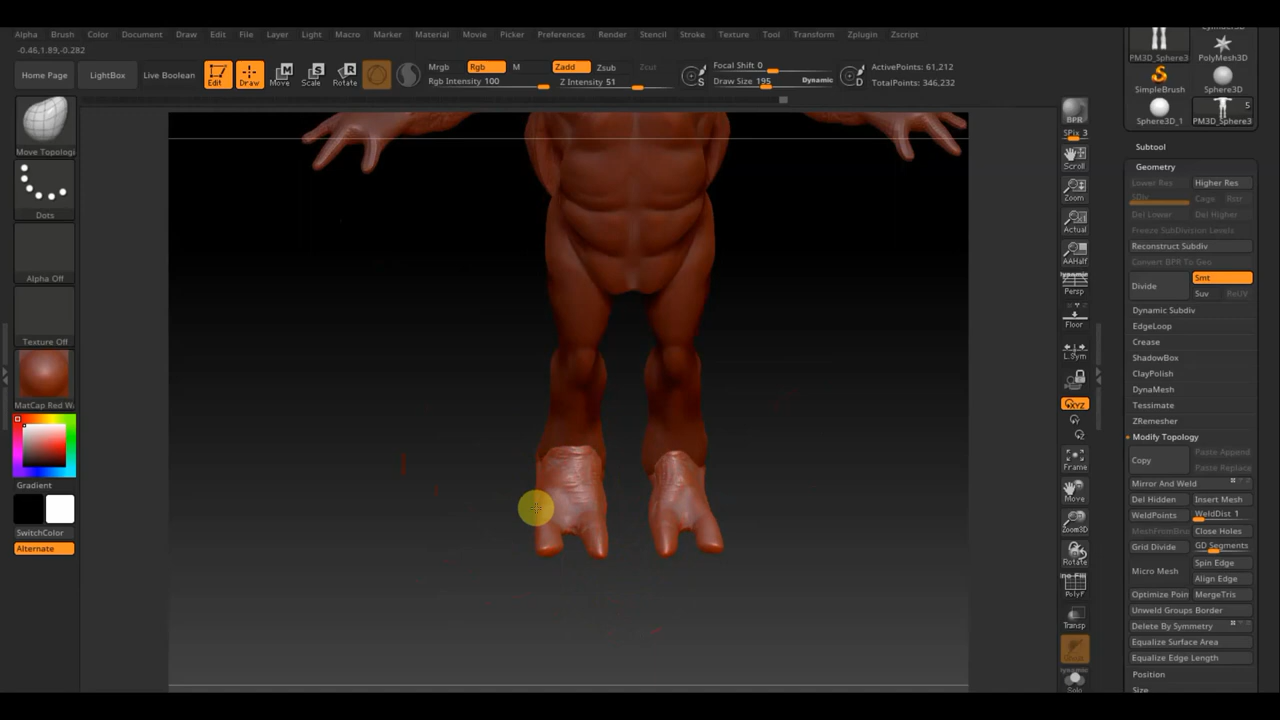 Alpha Brush Color Document Draw Edit File Layer Light Macro Marker Material Movie Picker Preferences Render Stencil Stroke Texture Tool Transform Zplugin Zscript
-0.46,1.89,-0.282
Home Page LightBox Live Boolean Edit Draw Move Scale Rotate
Mrgb Rgb M Zadd Zsub Zcut
Rgb Intensity 100 Z Intensity 51
Focal Shift 0
Draw Size 195 Dynamic
S D
ActivePoints: 61,212
TotalPoints: 346,232
Move Topologi
Dots
Alpha Off
Texture Off
MatCap Red W
Gradient
SwitchColor
Alternate
BPR
SPix 3
Scroll
Zoom
Actual
AAHalf
Dynamic
Persp
Floor
L.Sym
XYZ
Y
Z
Frame
Move
Zoom3D
Rotate
PolyF
Transp
Ghost
Dynamic
Solo
PM3D_Sphere3 PolyMesh3D
SimpleBrush Sphere3D
5
Sphere3D_1 PM3D_Sphere3
Subtool
Geometry
Lower Res Higher Res
SDiv Cage Rstr
Del Lower Del Higher
Freeze SubDivision Levels
Reconstruct Subdiv
Convert BPR To Geo
Divide Smt
Suv ReUV
Dynamic Subdiv
EdgeLoop
Crease
ShadowBox
ClayPolish
DynaMesh
Tessimate
ZRemesher
Modify Topology
Copy Paste Append
Paste Replace
Mirror And Weld
Del Hidden Insert Mesh
WeldPoints WeldDist 1
MeshFromBru Close Holes
Grid Divide GD Segments
Micro Mesh Spin Edge
Align Edge
Optimize Poin MergeTris
Unweld Groups Border
Delete By Symmetry
Equalize Surface Area
Equalize Edge Length
Position
Size